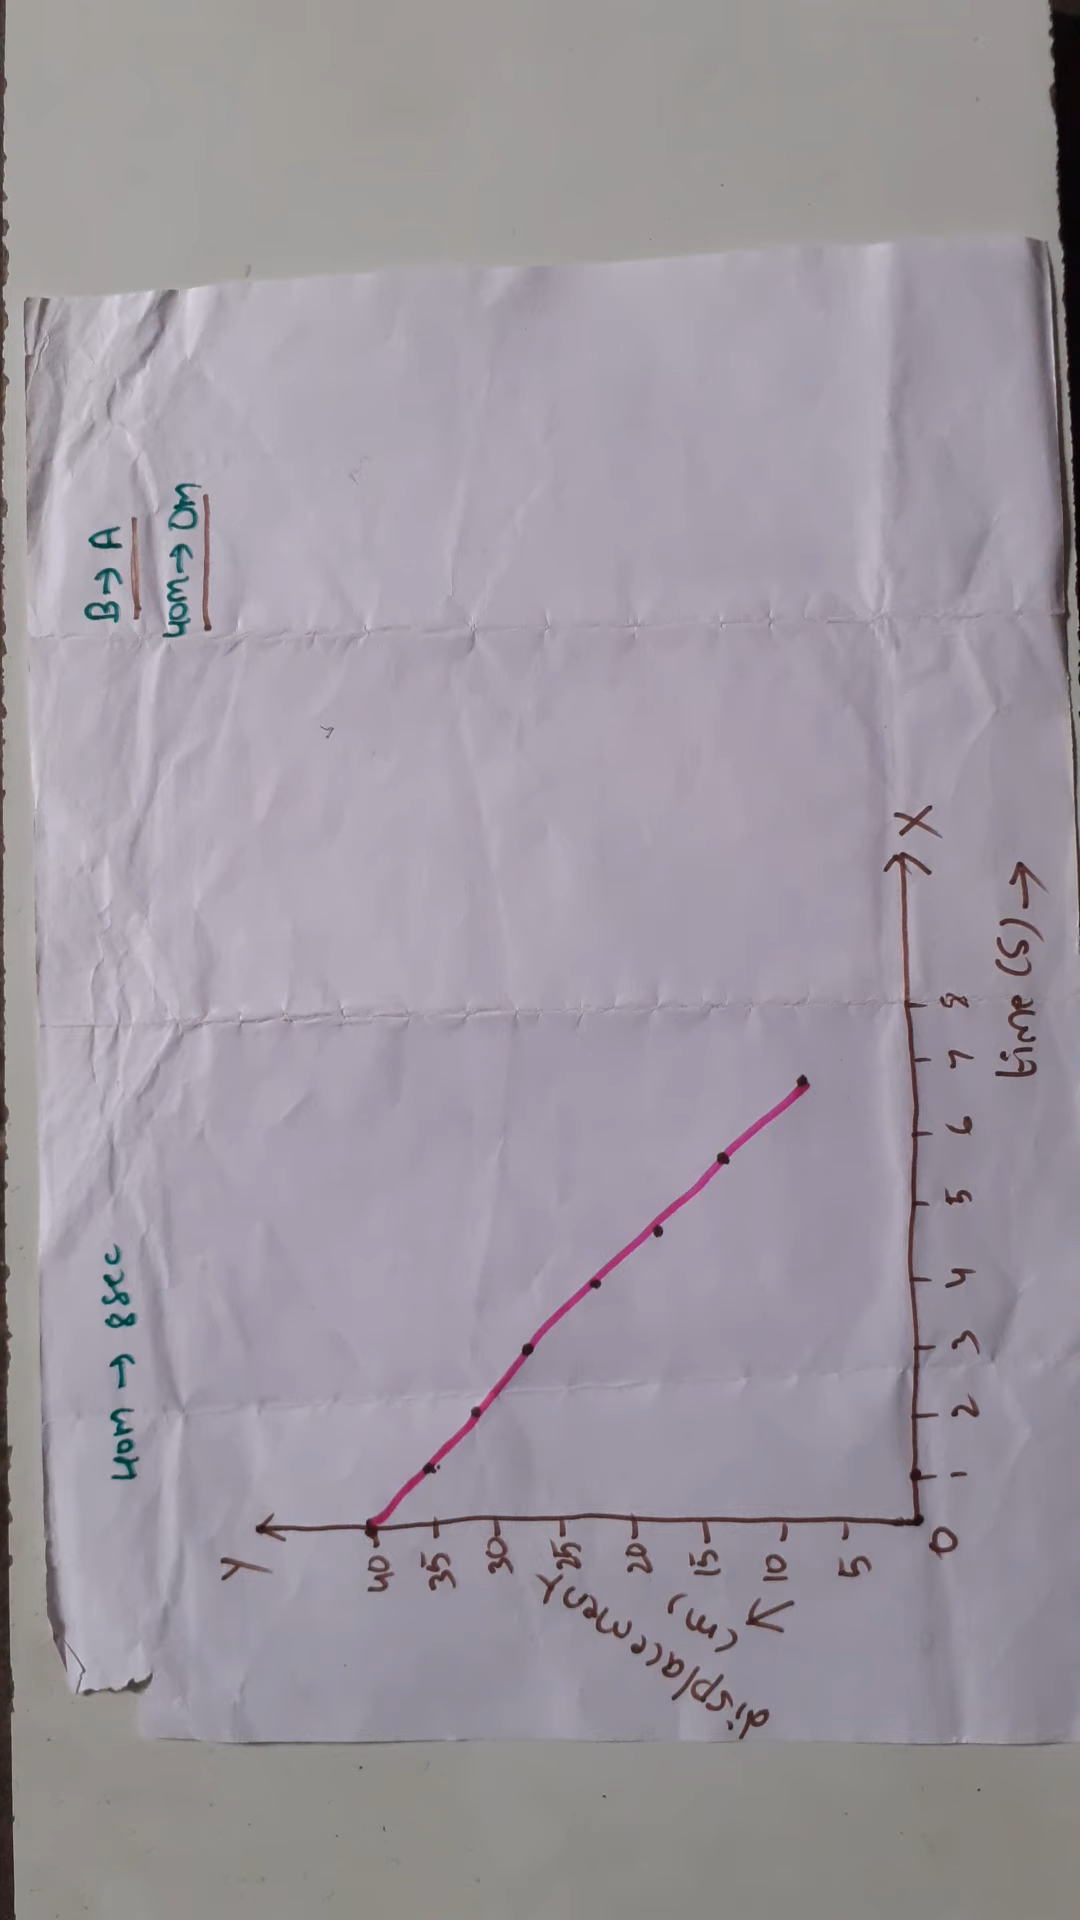 40m → 8sec
B → A
40m → 0m
Y
40
35
30
25
20
15
10
5
0
displacement
(m)
1 2 3 4 5 6 7 8
X
time (s) →